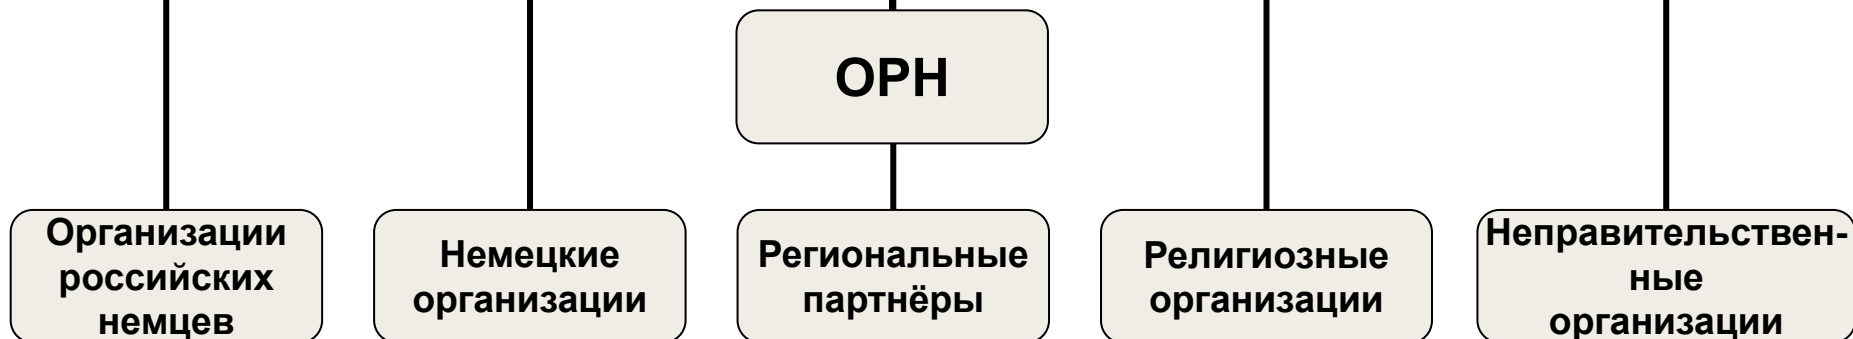 ОРН
Организации
российских
немцев
Немецкие
организации
Региональные
партнёры
Религиозные
организации
Неправительствен-
ные
организации